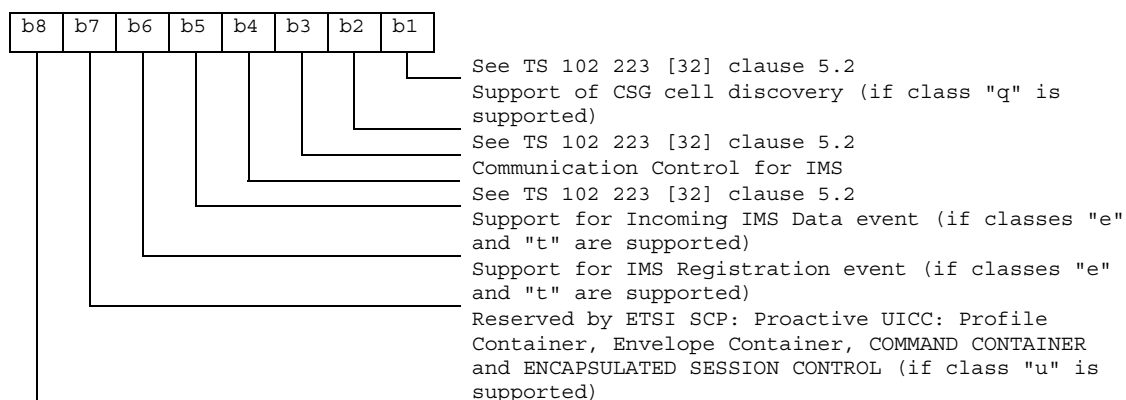 b8 b7 b6 b5 b4 b3 b2 b1
See TS 102 223 [32] clause 5.2
Support of CSG cell discovery (if class "q" is
supported)
See TS 102 223 [32] clause 5.2
Communication Control for IMS
See TS 102 223 [32] clause 5.2
Support for Incoming IMS Data event (if classes "e"
and "t" are supported)
Support for IMS Registration event (if classes "e"
and "t" are supported)
Reserved by ETSI SCP: Proactive UICC: Profile
Container, Envelope Container, COMMAND CONTAINER
and ENCAPSULATED SESSION CONTROL (if class "u" is
supported)